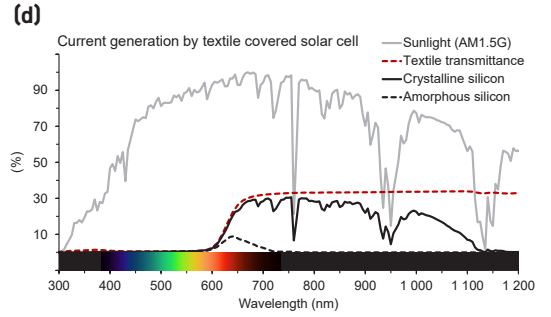 (d)
Current generation by textile covered solar cell
Sunlight (AM1.5G)
Textile transmittance
Crystalline silicon
Amorphous silicon
(%)
90
70
50
30
10
300 400 500 600 700 800 900 1 000 1 100 1 200
Wavelength (nm)